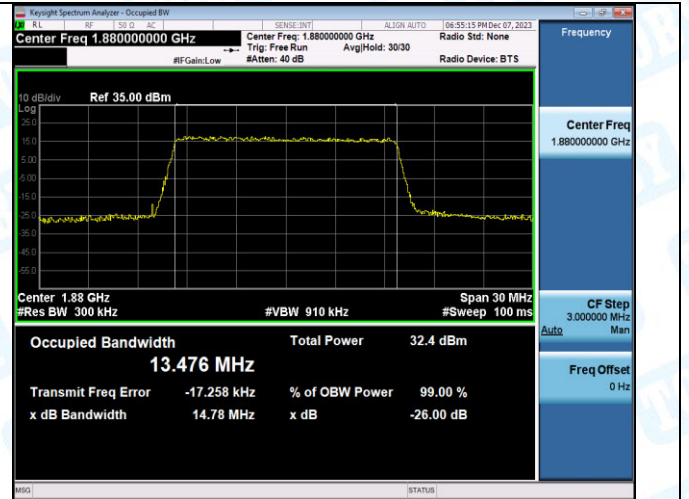 Keysight Spectrum Analyzer - Occupied BW
RL RF 50 Ω AC SENSE:INT ALIGN AUTO 06:55:15 PM Dec 07, 2023
Center Freq 1.880000000 GHz Center Freq: 1.880000000 GHz Radio Std: None Frequency
Trig: Free Run Avg|Hold: 30/30
#IFGain:Low #Atten: 40 dB Radio Device: BTS
10 dB/div Ref 35.00 dBm
Log
25.0
15.0
5.00
-5.00
-15.0
-25.0
-35.0
-45.0
-55.0
Center Freq
1.880000000 GHz
Center 1.88 GHz Span 30 MHz
#Res BW 300 kHz #VBW 910 kHz #Sweep 100 ms
CF Step
3.000000 MHz
Auto Man
Occupied Bandwidth Total Power 32.4 dBm
13.476 MHz
Transmit Freq Error -17.258 kHz % of OBW Power 99.00 %
x dB Bandwidth 14.78 MHz x dB -26.00 dB
Freq Offset
0 Hz
MSG STATUS